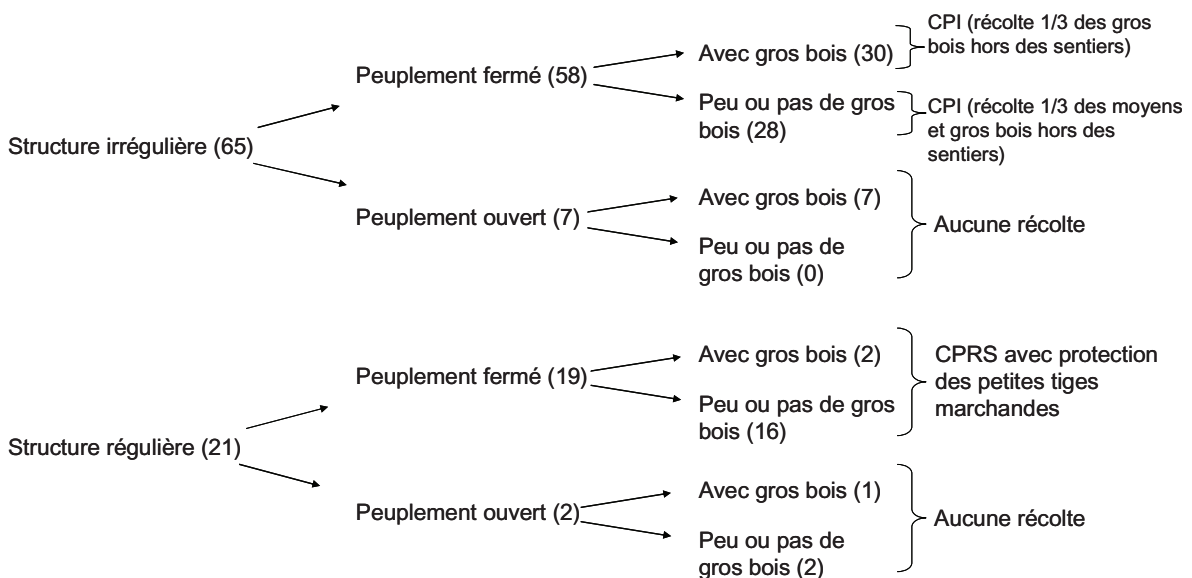 Structure irrégulière (65)
Peuplement fermé (58)
Avec gros bois (30)
CPI (récolte 1/3 des gros
bois hors des sentiers)
Peu ou pas de gros
bois (28)
CPI (récolte 1/3 des moyens
et gros bois hors des
sentiers)
Peuplement ouvert (7)
Avec gros bois (7)
Peu ou pas de
gros bois (0)
Aucune récolte
Structure régulière (21)
Peuplement fermé (19)
Avec gros bois (2)
Peu ou pas de gros
bois (16)
CPRS avec protection
des petites tiges
marchandes
Peuplement ouvert (2)
Avec gros bois (1)
Peu ou pas de
gros bois (2)
Aucune récolte